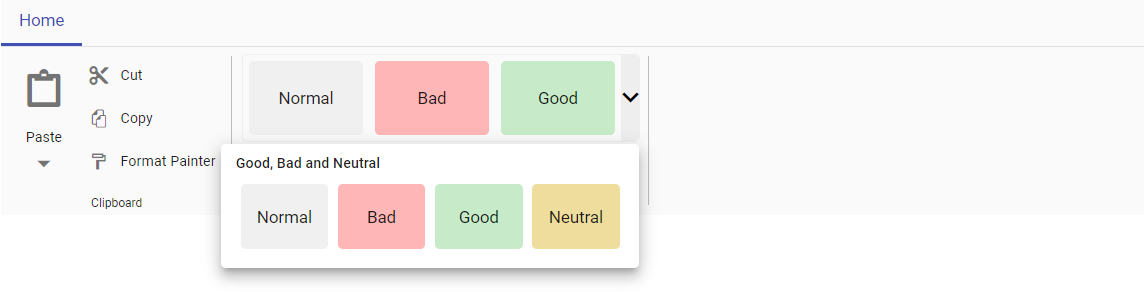 Home
Paste
Cut
Copy
Format Painter
Clipboard
Normal Bad Good
Good, Bad and Neutral
Normal Bad Good Neutral